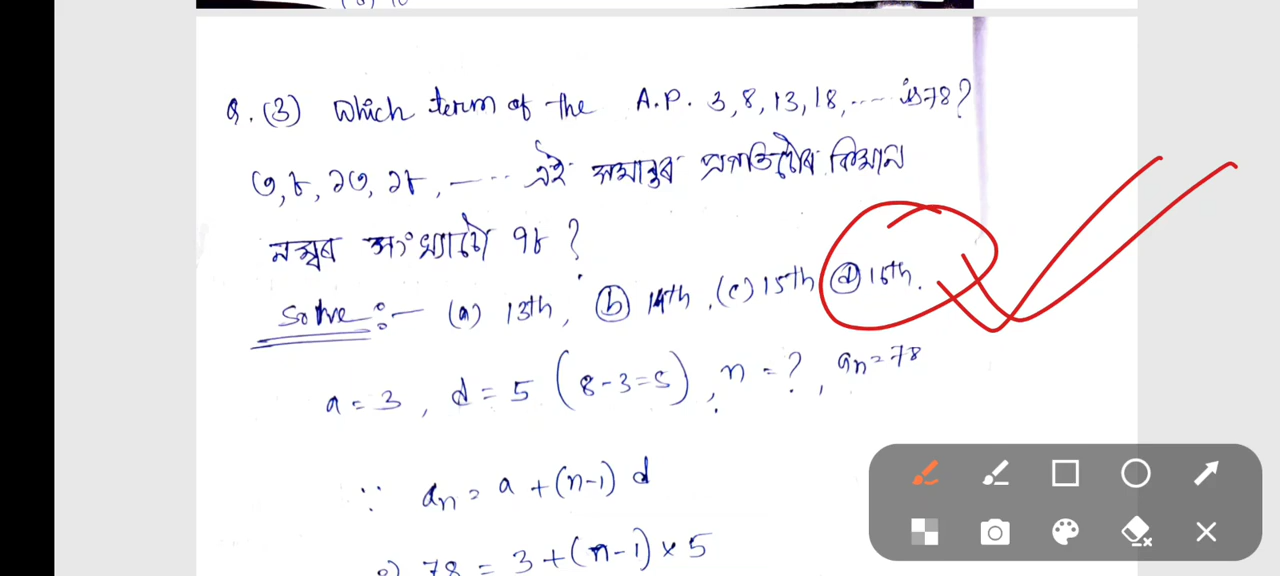 Q.(3) Which term of the A.P. 3, 8, 13, 18, ---- is 78?
৩, ৮, ১৩, ১৮, ---- এই সমান্তৰ প্ৰগতিটোৰ কিমান
নম্বৰ সংখ্যাটো ৭৮ ?
Solve :- (a) 13th, (b) 14th, (c) 15th (d) 16th.
a = 3, d = 5 (8-3=5), n = ?, an = 78
∵ an = a + (n-1) d
78 = 3 + (n-1) × 5